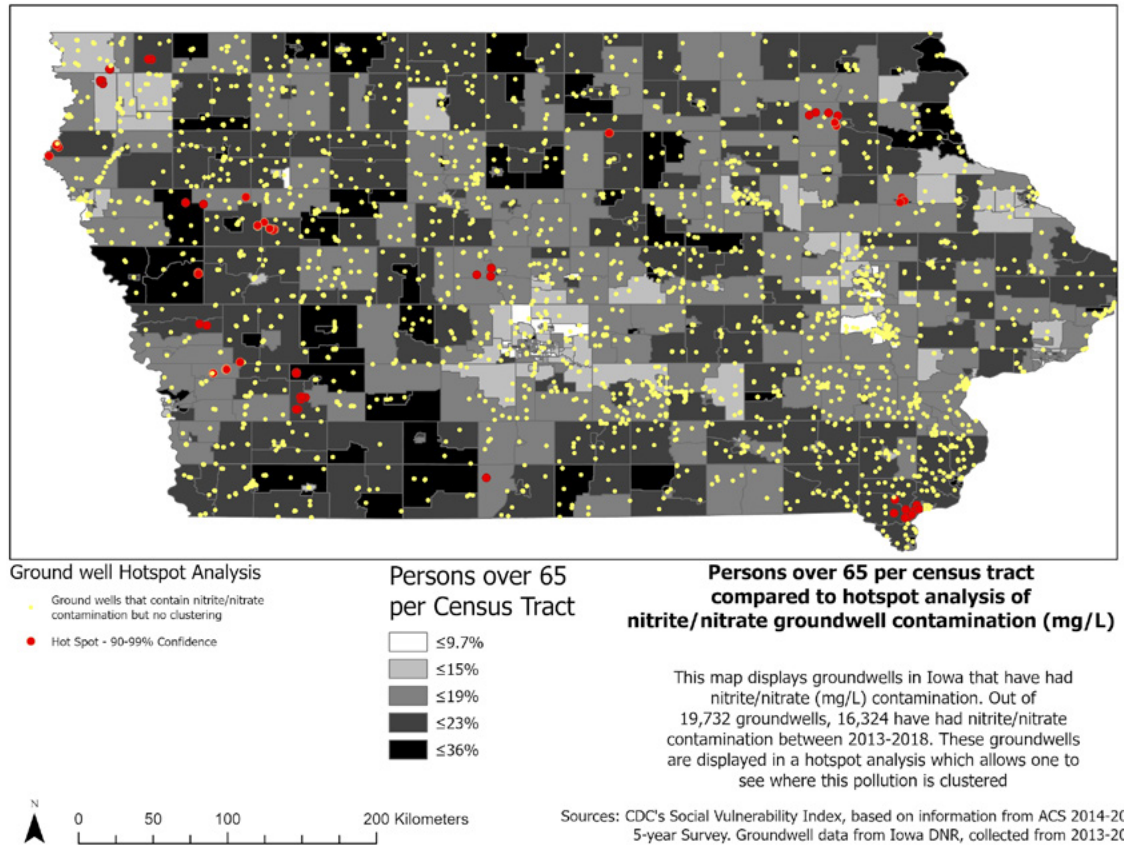 Ground well Hotspot Analysis
Ground wells that contain nitrite/nitrate
contamination but no clustering
Hot Spot - 90-99% Confidence
Persons over 65
per Census Tract
≤9.7%
≤15%
≤19%
≤23%
≤36%
Persons over 65 per census tract
compared to hotspot analysis of
nitrite/nitrate groundwell contamination (mg/L)
This map displays groundwells in Iowa that have had
nitrite/nitrate (mg/L) contamination. Out of
19,732 groundwells, 16,324 have had nitrite/nitrate
contamination between 2013-2018. These groundwells
are displayed in a hotspot analysis which allows one to
see where this pollution is clustered
N
0 50 100 200 Kilometers
Sources: CDC's Social Vulnerability Index, based on information from ACS 2014-20
5-year Survey. Groundwell data from Iowa DNR, collected from 2013-20